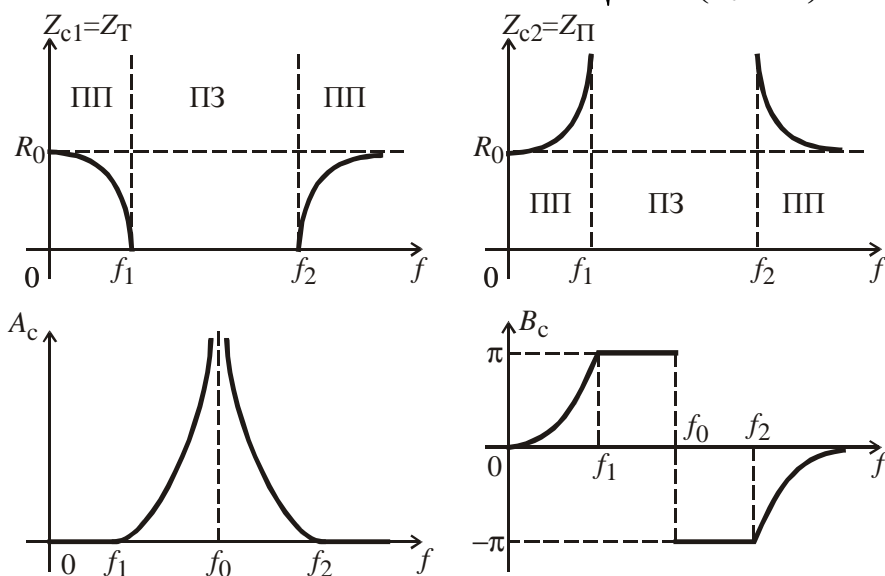 Z_c1=Z_T
ПП ПЗ ПП
R_0
0 f_1 f_2 f
Z_c2=Z_П
R_0
ПП ПЗ ПП
0 f_1 f_2 f
A_c
0 f_1 f_0 f_2 f
B_c
π
f_0 f_2
0 f_1 f
−π